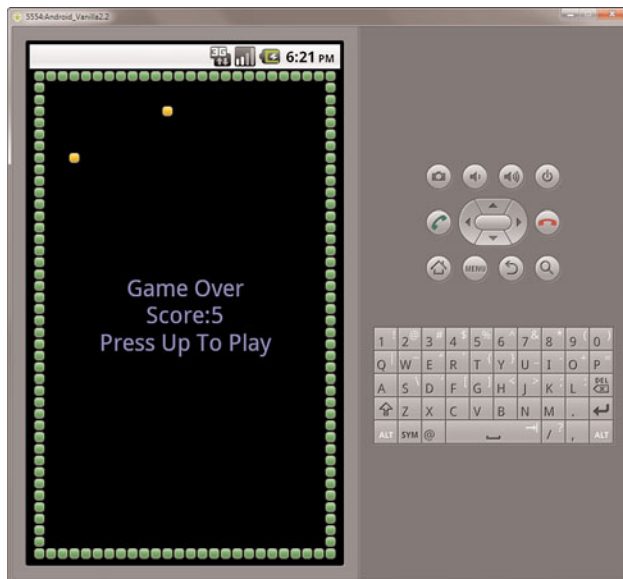 5554:Android_Vanilla2.2
3G 6:21 PM
Game Over
Score:5
Press Up To Play
MENU
1 2 @ 3 # 4 $ 5 % 6 ^ 7 & 8 * 9 ( 0 )
Q W E R T Y U I O P
A S D F G H J K L DEL
Z X C V B N M .
ALT SYM @ / ? , ALT